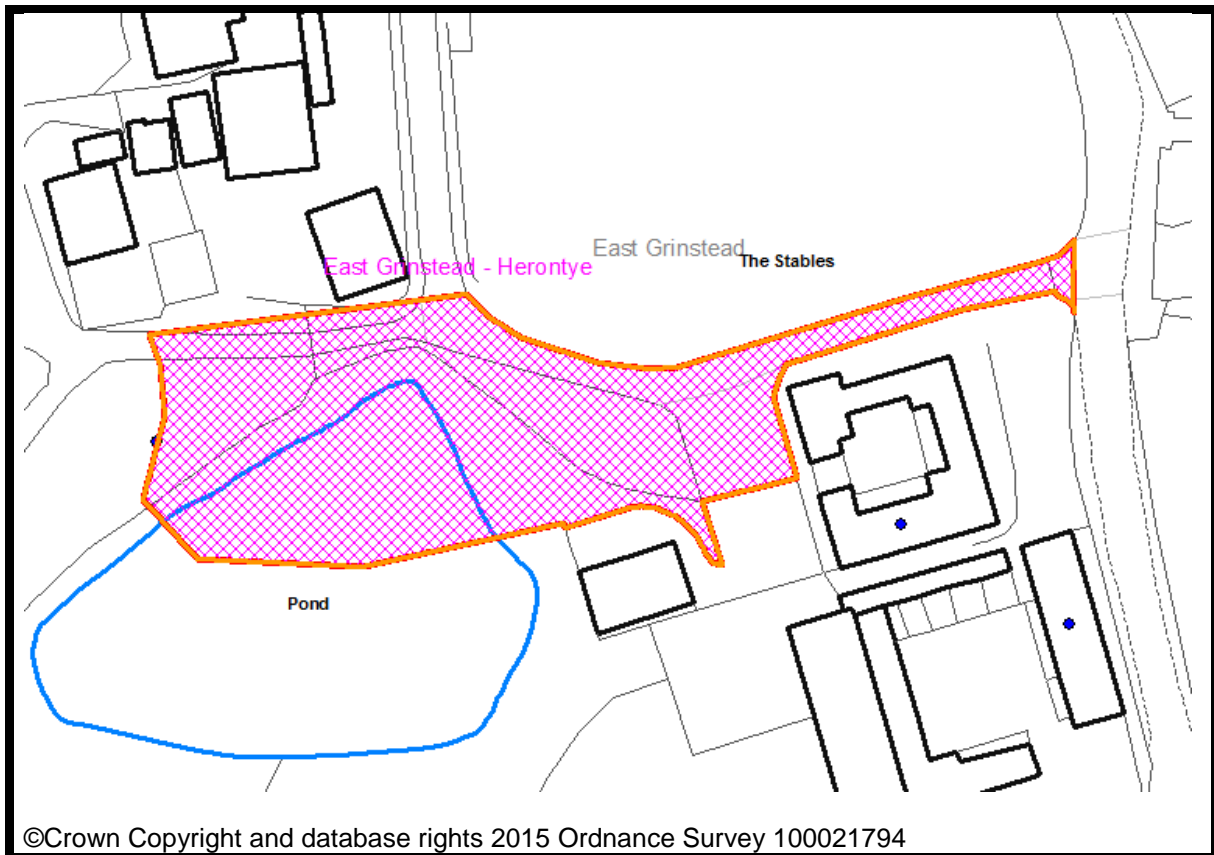 East Grinstead
The Stables
East Grinstead - Herontye
Pond
©Crown Copyright and database rights 2015 Ordnance Survey 100021794